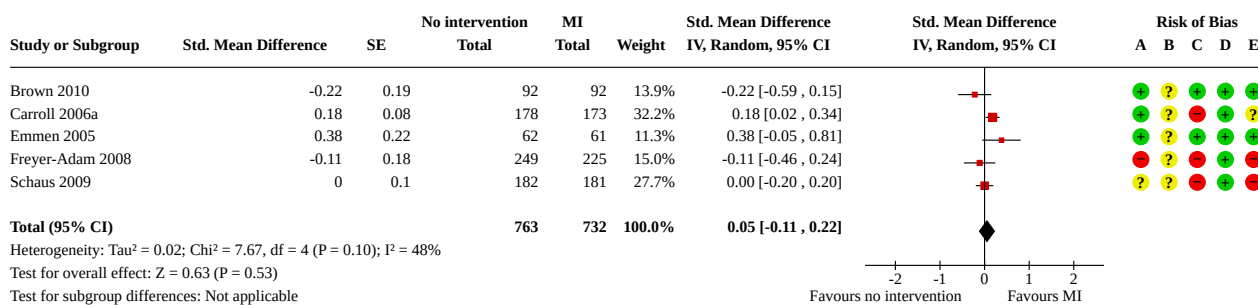 No intervention MI Std. Mean Difference Std. Mean Difference Risk of Bias
Study or Subgroup Std. Mean Difference SE Total Total Weight IV, Random, 95% CI IV, Random, 95% CI A B C D E
Brown 2010 -0.22 0.19 92 92 13.9% -0.22 [-0.59 , 0.15] + ? + + +
Carroll 2006a 0.18 0.08 178 173 32.2% 0.18 [0.02 , 0.34] + ? − + ?
Emmen 2005 0.38 0.22 62 61 11.3% 0.38 [-0.05 , 0.81] + ? + + +
Freyer-Adam 2008 -0.11 0.18 249 225 15.0% -0.11 [-0.46 , 0.24] − ? − + −
Schaus 2009 0 0.1 182 181 27.7% 0.00 [-0.20 , 0.20] ? ? − + −
Total (95% CI) 763 732 100.0% 0.05 [-0.11 , 0.22]
Heterogeneity: Tau² = 0.02; Chi² = 7.67, df = 4 (P = 0.10); I² = 48%
Test for overall effect: Z = 0.63 (P = 0.53)
-2 -1 0 1 2
Test for subgroup differences: Not applicable
Favours no intervention Favours MI